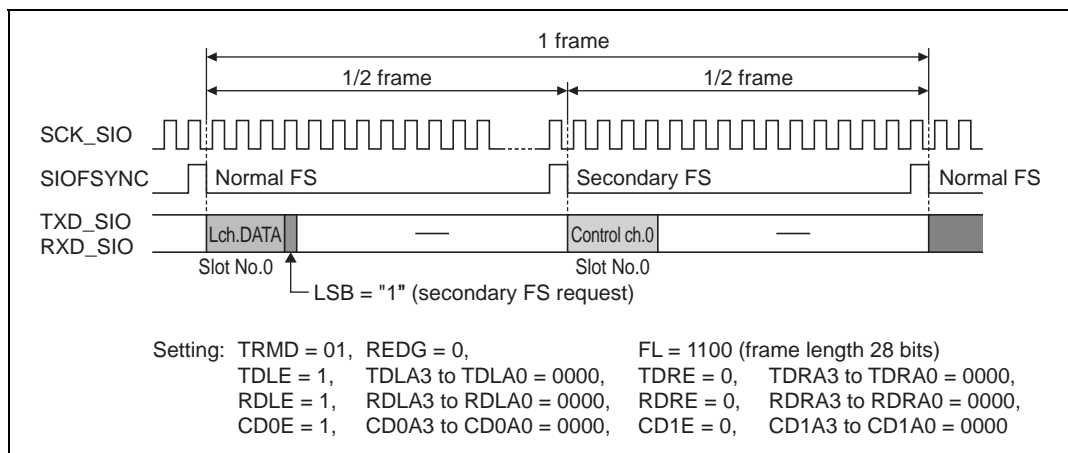 1 frame
1/2 frame 1/2 frame
SCK_SIO
SIOFSYNC Normal FS Secondary FS Normal FS
TXD_SIO
RXD_SIO
Lch.DATA — Control ch.0 —
Slot No.0 Slot No.0
LSB = "1" (secondary FS request)
Setting: TRMD = 01, REDG = 0, FL = 1100 (frame length 28 bits)
TDLE = 1, TDLA3 to TDLA0 = 0000, TDRE = 0, TDRA3 to TDRA0 = 0000,
RDLE = 1, RDLA3 to RDLA0 = 0000, RDRE = 0, RDRA3 to RDRA0 = 0000,
CD0E = 1, CD0A3 to CD0A0 = 0000, CD1E = 0, CD1A3 to CD1A0 = 0000